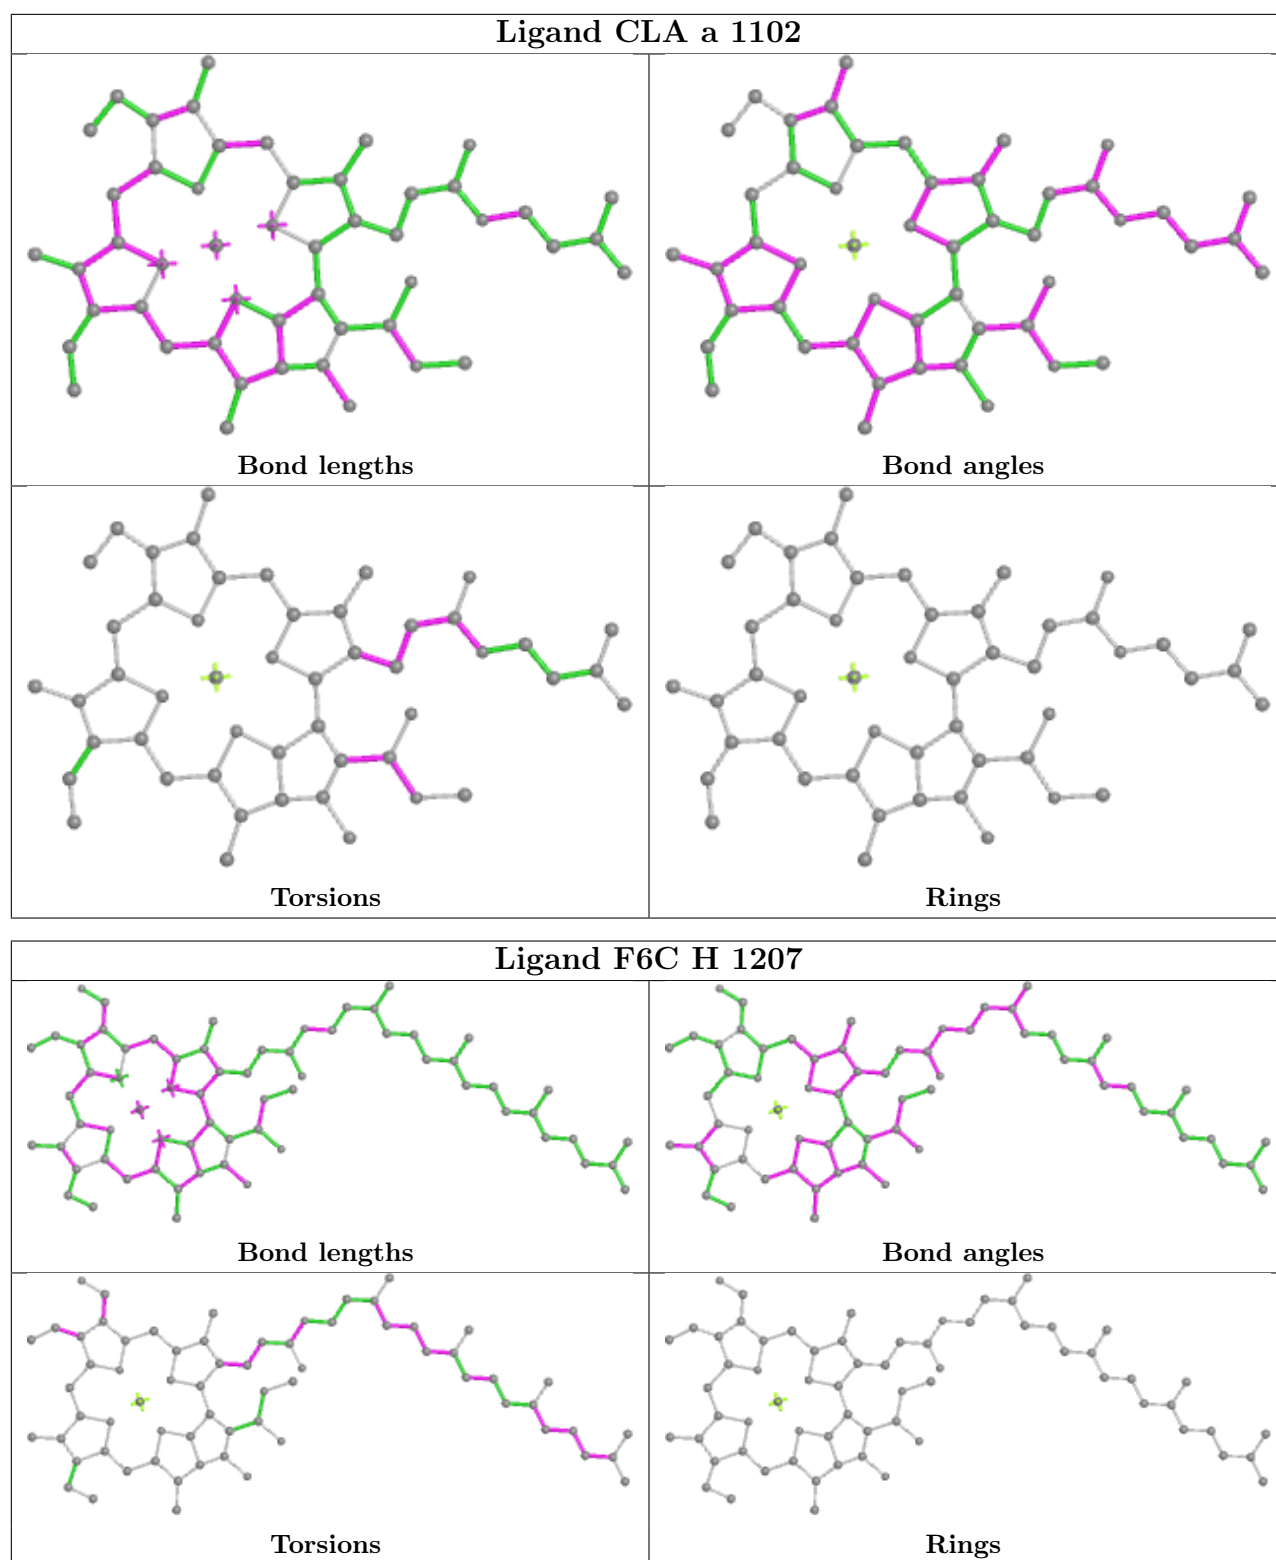 Ligand CLA a 1102
Bond lengths
Bond angles
Torsions
Rings
Ligand F6C H 1207
Bond lengths
Bond angles
Torsions
Rings